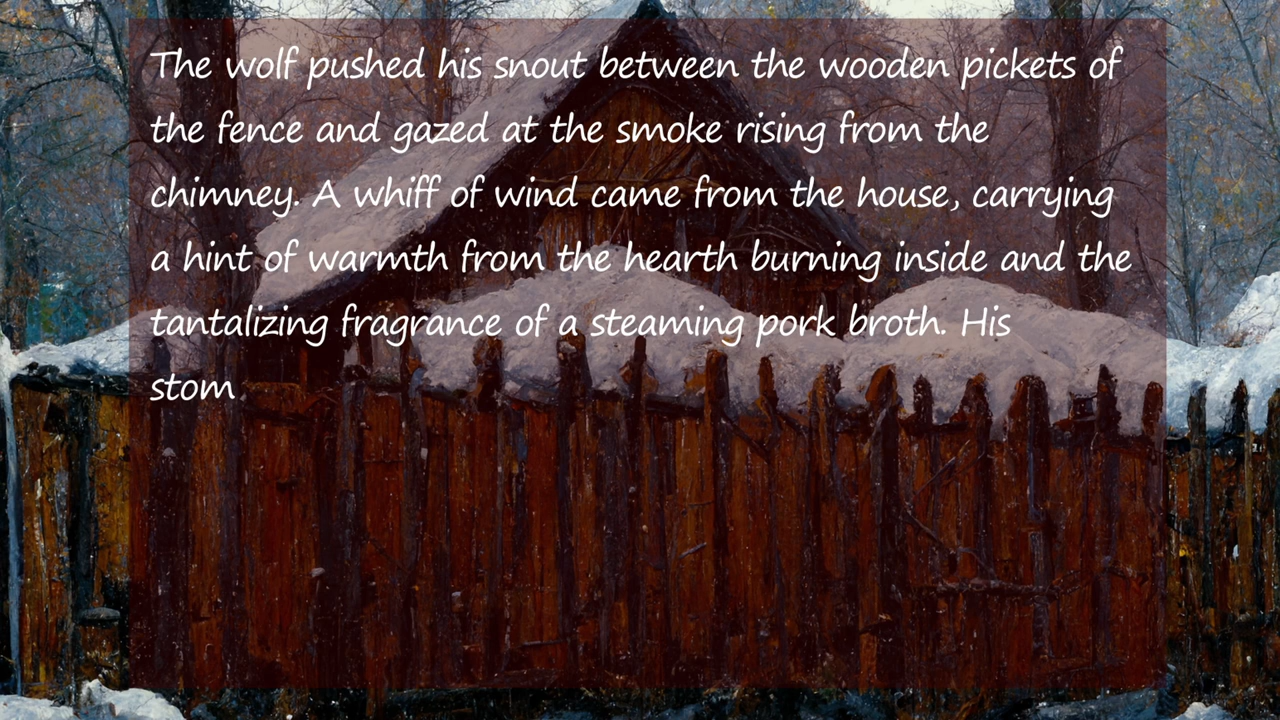 The wolf pushed his snout between the wooden pickets of
the fence and gazed at the smoke rising from the
chimney. A whiff of wind came from the house, carrying
a hint of warmth from the hearth burning inside and the
tantalizing fragrance of a steaming pork broth. His
stom